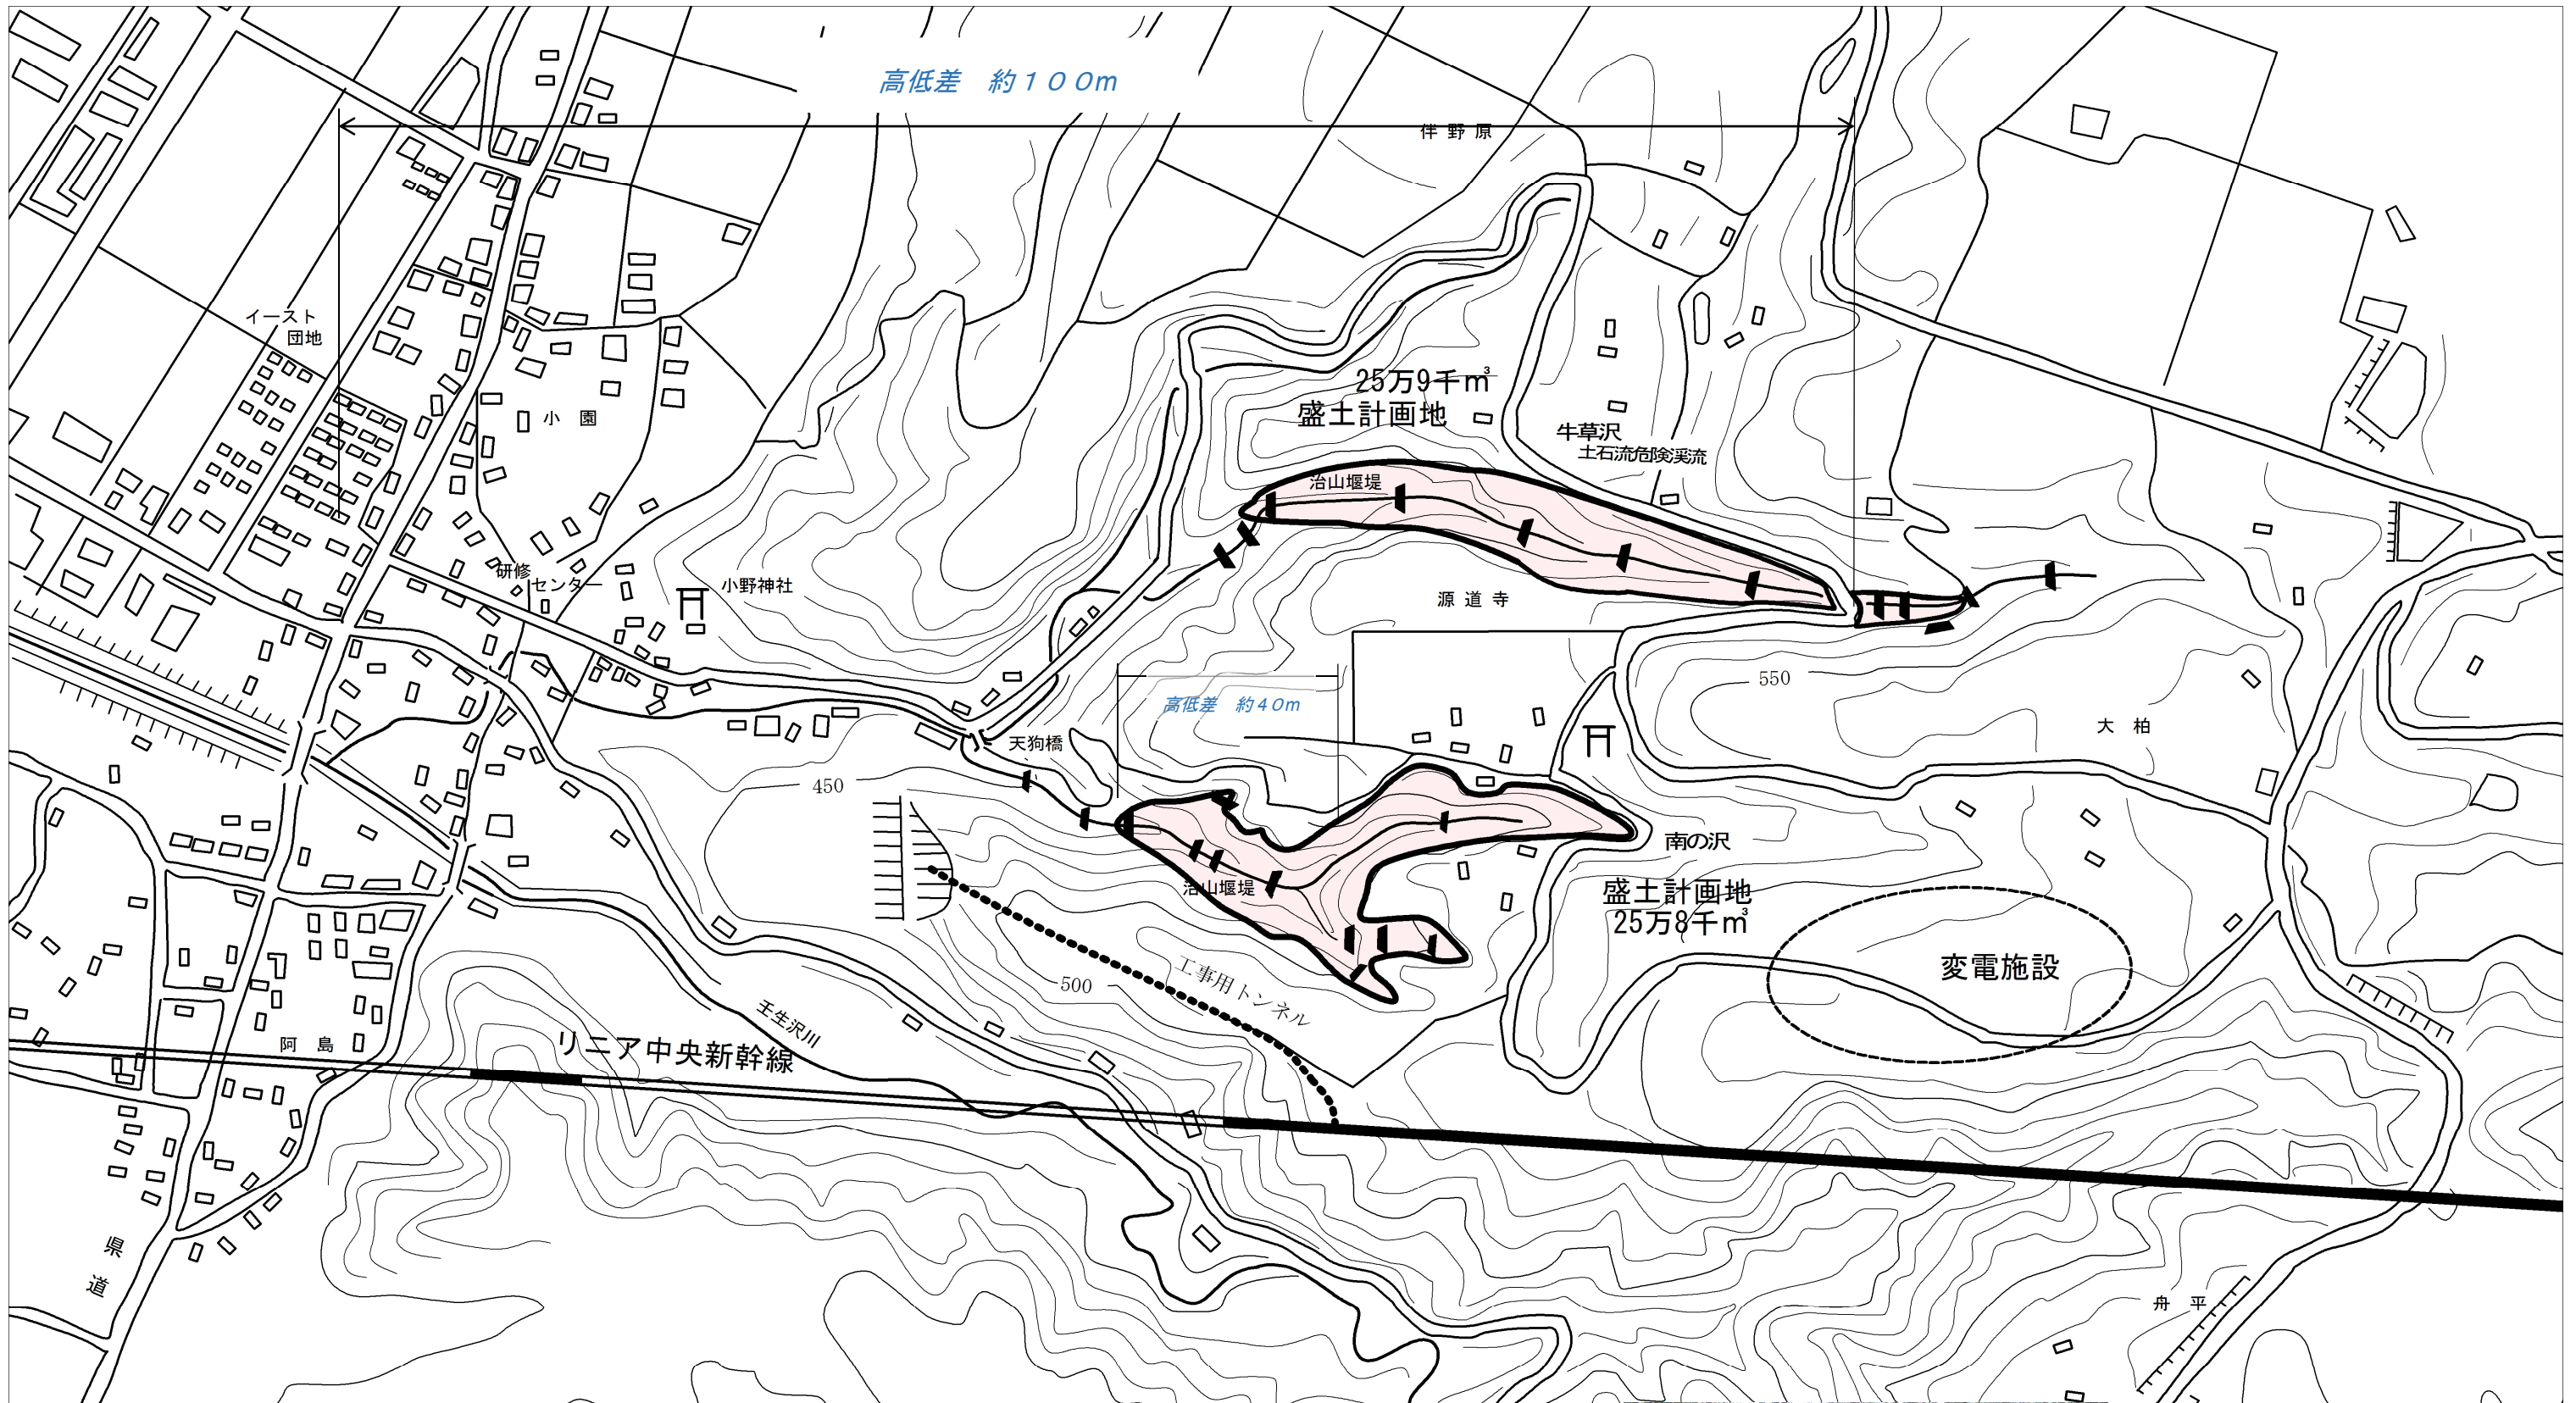 高低差　約１００m
伴野原
イースト
団地
25万9千㎥
盛土計画地
小園
牛草沢
土石流危険渓流
治山堰堤
研修
センター
小野神社
源道寺
550
高低差　約４０m
大柏
天狗橋
450
南の沢
治山堰堤
盛土計画地
25万8千㎥
変電施設
工事用トンネル
500
壬生沢川
リニア中央新幹線
阿島
県道
舟平